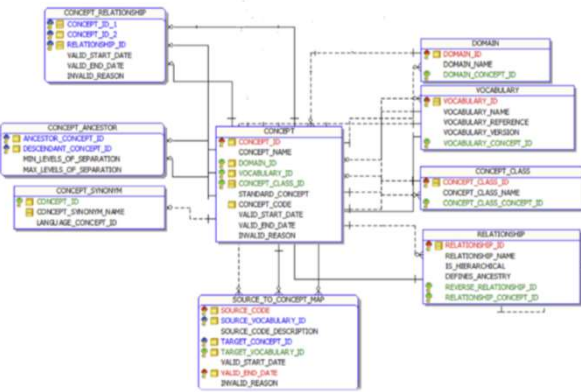 CONCEPT_RELATIONSHIP
CONCEPT_ID_1
CONCEPT_ID_2
RELATIONSHIP_ID
VALID_START_DATE
VALID_END_DATE
INVALID_REASON
CONCEPT_ANCESTOR
ANCESTOR_CONCEPT_ID
DESCENDANT_CONCEPT_ID
MIN_LEVELS_OF_SEPARATION
MAX_LEVELS_OF_SEPARATION
CONCEPT_SYNONYM
CONCEPT_ID
CONCEPT_SYNONYM_NAME
LANGUAGE_CONCEPT_ID
CONCEPT
CONCEPT_ID
CONCEPT_NAME
DOMAIN_ID
VOCABULARY_ID
CONCEPT_CLASS_ID
STANDARD_CONCEPT
CONCEPT_CODE
VALID_START_DATE
VALID_END_DATE
INVALID_REASON
SOURCE_TO_CONCEPT_MAP
SOURCE_CODE
SOURCE_VOCABULARY_ID
SOURCE_CODE_DESCRIPTION
TARGET_CONCEPT_ID
TARGET_VOCABULARY_ID
VALID_START_DATE
VALID_END_DATE
INVALID_REASON
DOMAIN
DOMAIN_ID
DOMAIN_NAME
DOMAIN_CONCEPT_ID
VOCABULARY
VOCABULARY_ID
VOCABULARY_NAME
VOCABULARY_REFERENCE
VOCABULARY_VERSION
VOCABULARY_CONCEPT_ID
CONCEPT_CLASS
CONCEPT_CLASS_ID
CONCEPT_CLASS_NAME
CONCEPT_CLASS_CONCEPT_ID
RELATIONSHIP
RELATIONSHIP_ID
RELATIONSHIP_NAME
IS_HIERARCHICAL
DEFINES_ANCESTRY
REVERSE_RELATIONSHIP_ID
RELATIONSHIP_CONCEPT_ID